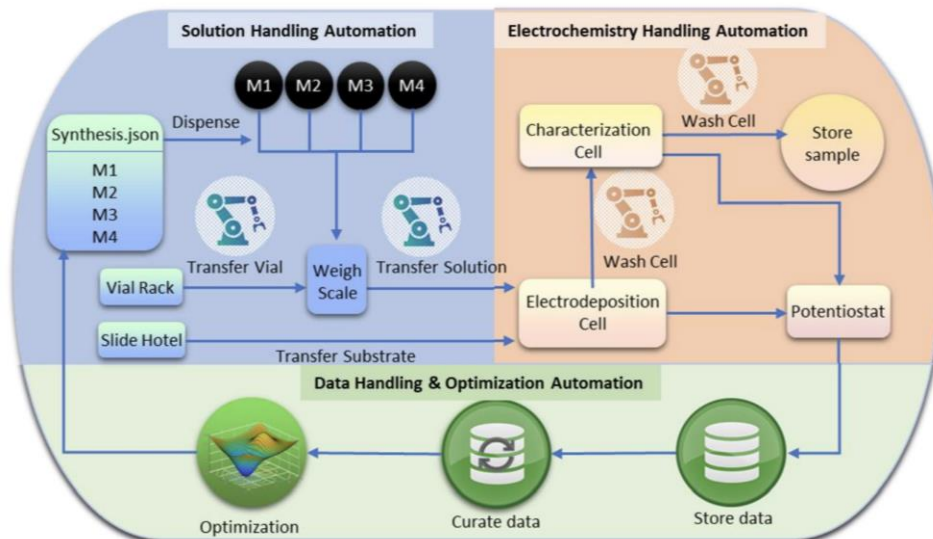 Solution Handling Automation
Electrochemistry Handling Automation
M1
M2
M3
M4
Synthesis.json
M1
M2
M3
M4
Dispense
Transfer Vial
Transfer Solution
Vial Rack
Weigh
Scale
Slide Hotel
Transfer Substrate
Characterization
Cell
Wash Cell
Store
sample
Wash Cell
Electrodeposition
Cell
Potentiostat
Data Handling & Optimization Automation
Optimization
Curate data
Store data